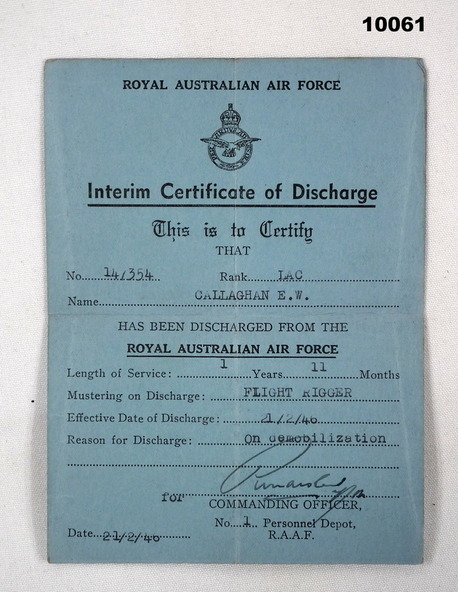 10061
ROYAL AUSTRALIAN AIR FORCE
Interim Certificate of Discharge
This is to Certify
THAT
No. 141354 Rank LAC
Name CALLAGHAN E.W.
HAS BEEN DISCHARGED FROM THE
ROYAL AUSTRALIAN AIR FORCE
Length of Service: 1 Years 11 Months
Mustering on Discharge: FLIGHT RIGGER
Effective Date of Discharge: 21/2/46
Reason for Discharge: On demobilization
for COMMANDING OFFICER,
No. 1 Personnel Depot,
Date 21/2/46 R.A.A.F.